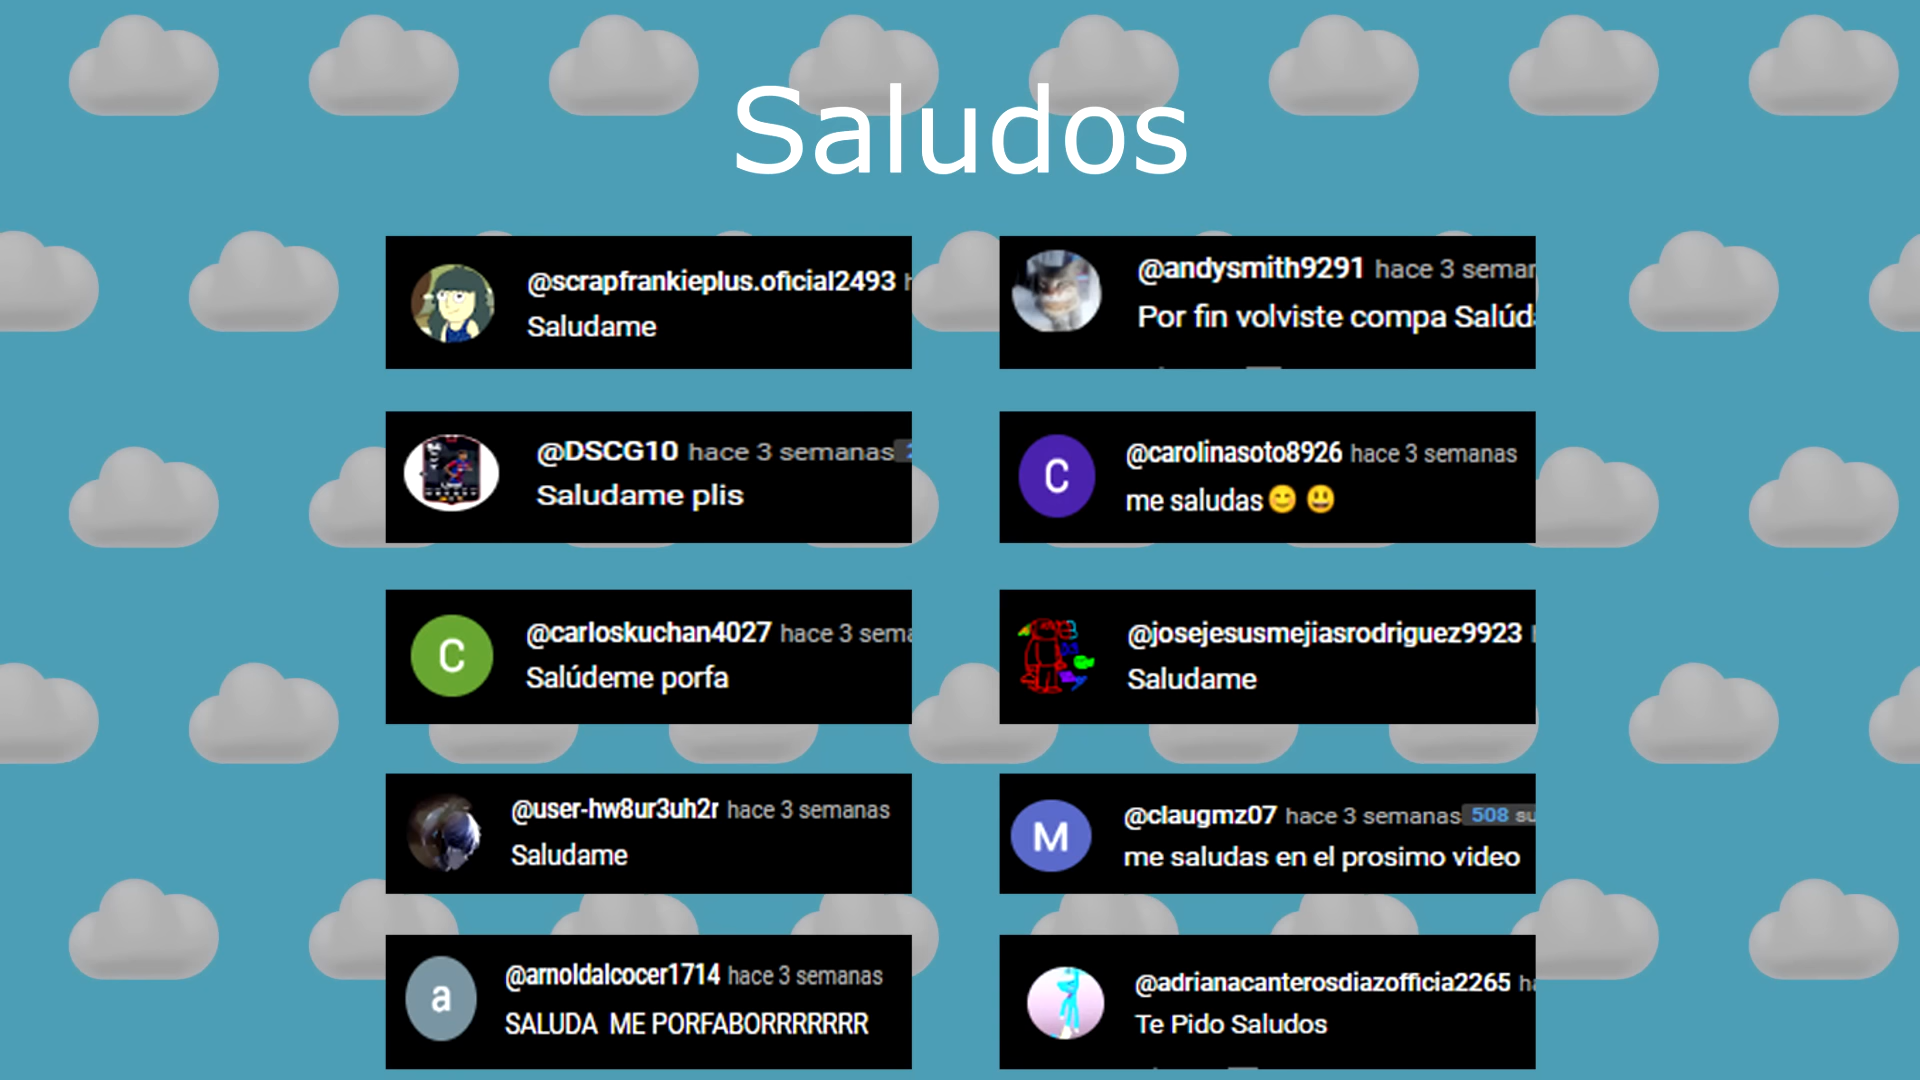 Saludos
@scrapfrankieplus.oficial2493
Saludame
@andysmith9291 hace 3
Por fin volviste compa
@DSCG10 hace 3 semanas
Saludame plis
@carolinasoto8926 hace 3 semanas
me saludas😊 😃
C
@carloskuchan4027 hace 3
Salúdeme porfa
C
@josejesusmejiasrodriguez9923
Saludame
@user-hw8ur3uh2r hace 3 semanas
Saludame
@claugmz07 hace 3 semanas 508
me saludas en el prosimo video
M
@arnoldalcocer1714 hace 3 semanas
SALUDA ME PORFABORRRRRRR
a
@adrianacanterosdiazofficia2265
Te Pido Saludos